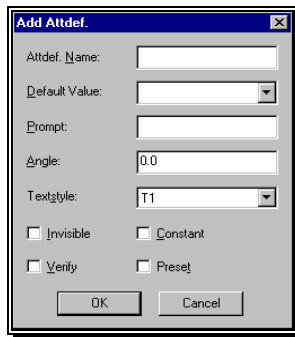 Add Attdef.
Attdef. Name:
Default Value:
Prompt:
Angle: 0.0
Textstyle: T1
Invisible Constant
Verify Preset
OK Cancel